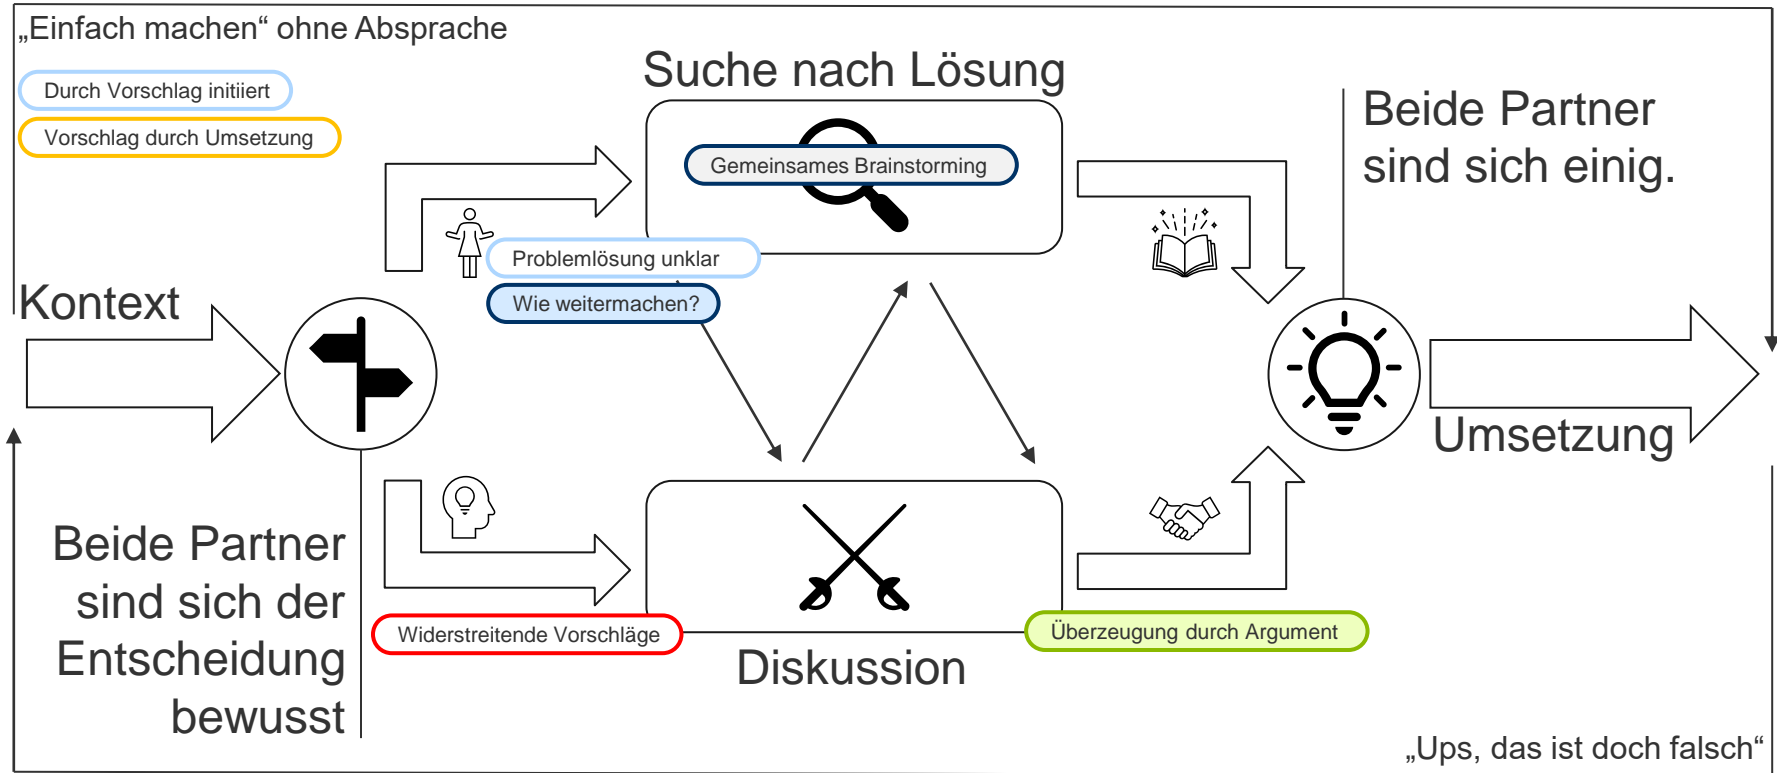 „Einfach machen“ ohne Absprache
Durch Vorschlag initiiert
Vorschlag durch Umsetzung
Suche nach Lösung
Gemeinsames Brainstorming
Beide Partner
sind sich einig.
Problemlösung unklar
Wie weitermachen?
Kontext
Umsetzung
Beide Partner
sind sich der
Entscheidung
bewusst
Widerstreitende Vorschläge
Überzeugung durch Argument
Diskussion
„Ups, das ist doch falsch“